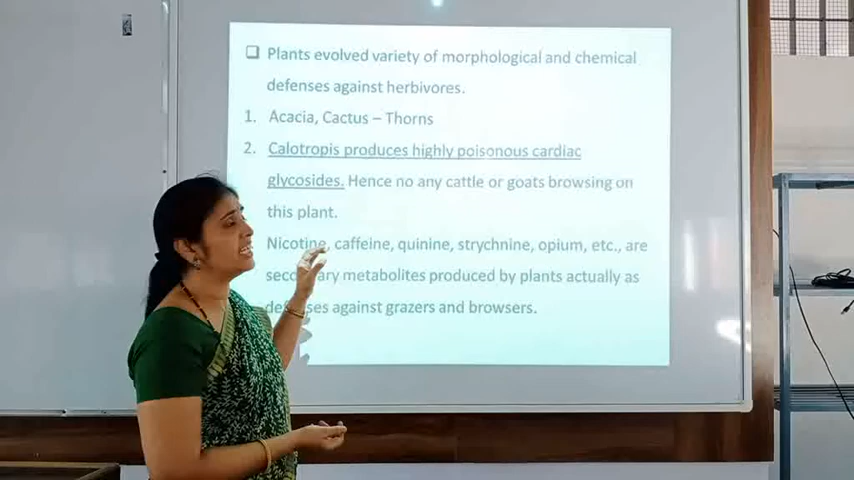 Plants evolved variety of morphological and chemical
defenses against herbivores.
1. Acacia, Cactus – Thorns
2. Calotropis produces highly poisonous cardiac
glycosides. Hence no any cattle or goats browsing on
this plant.
Nicotine, caffeine, quinine, strychnine, opium, etc., are
secondary metabolites produced by plants actually as
defenses against grazers and browsers.